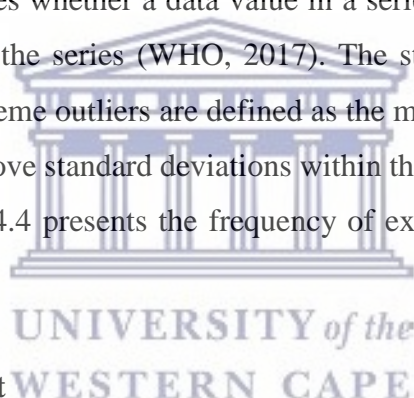 es whether a data value in a seri
the series (WHO, 2017). The st
eme outliers are defined as the m
ove standard deviations within th
4.4 presents the frequency of ex
UNIVERSITY of the
t WESTERN CAPE